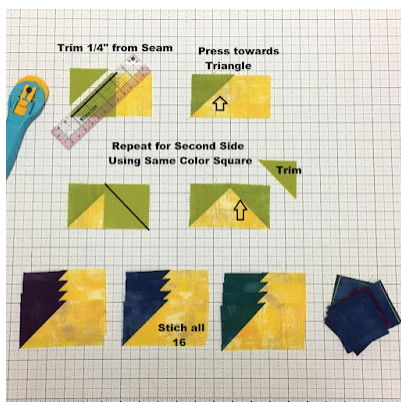 Trim 1/4" from Seam
Press towards
Triangle
Repeat for Second Side
Using Same Color Square
Trim
Stich all
16